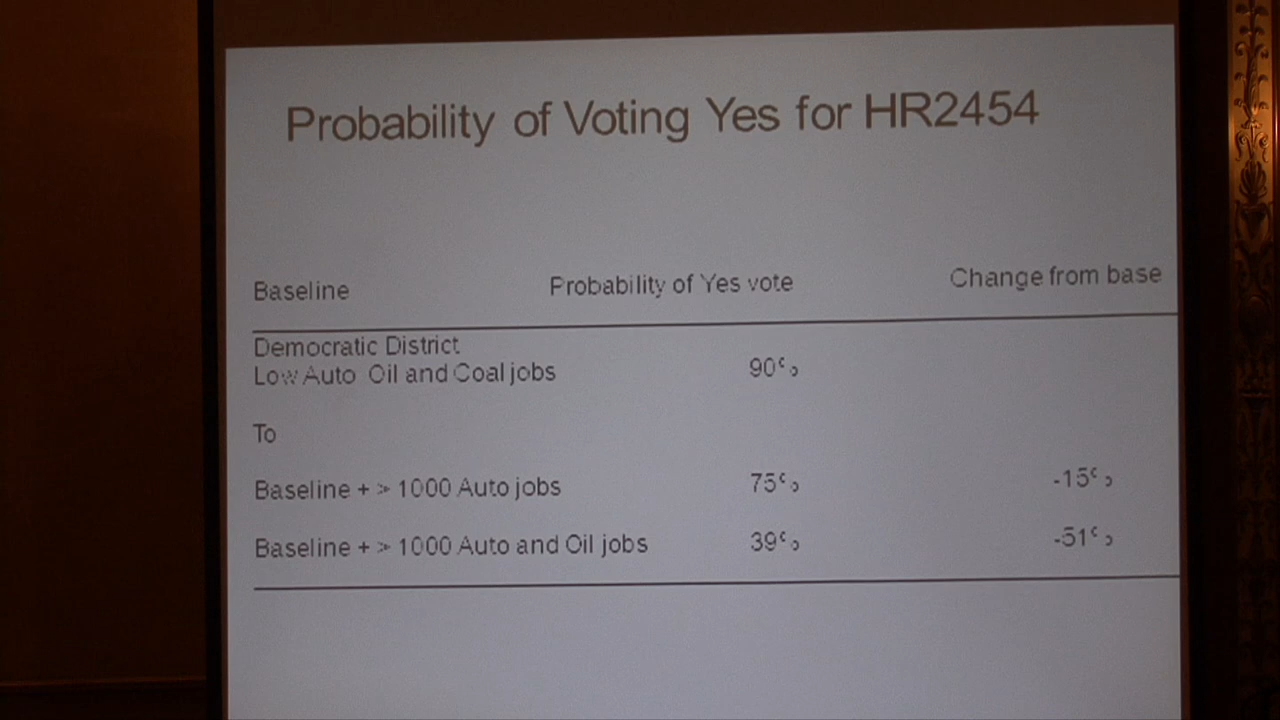 Probability of Voting Yes for HR2454
Baseline Probability of Yes vote Change from base
Democratic District
Low Auto Oil and Coal jobs 90%
To
Baseline + > 1000 Auto jobs 75% -15%
Baseline + > 1000 Auto and Oil jobs 39% -51%